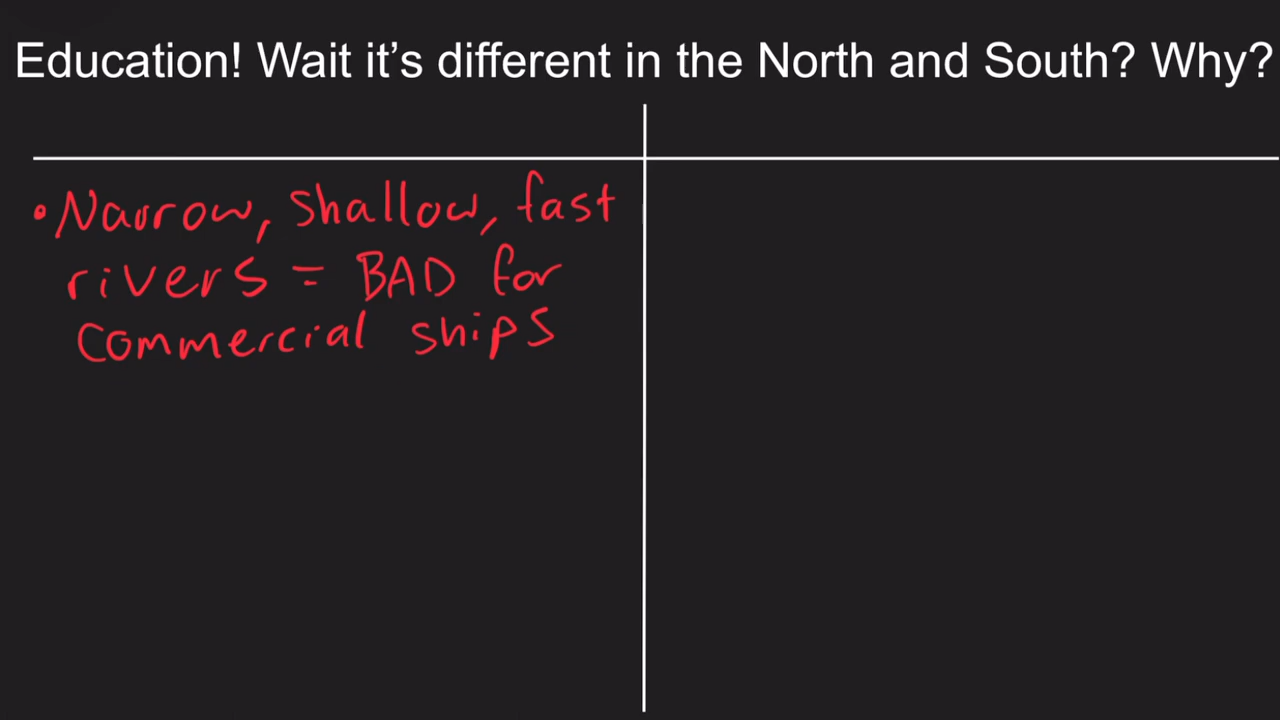 Education! Wait it's different in the North and South? Why?
• Narrow, shallow, fast
rivers = BAD for
commercial ships